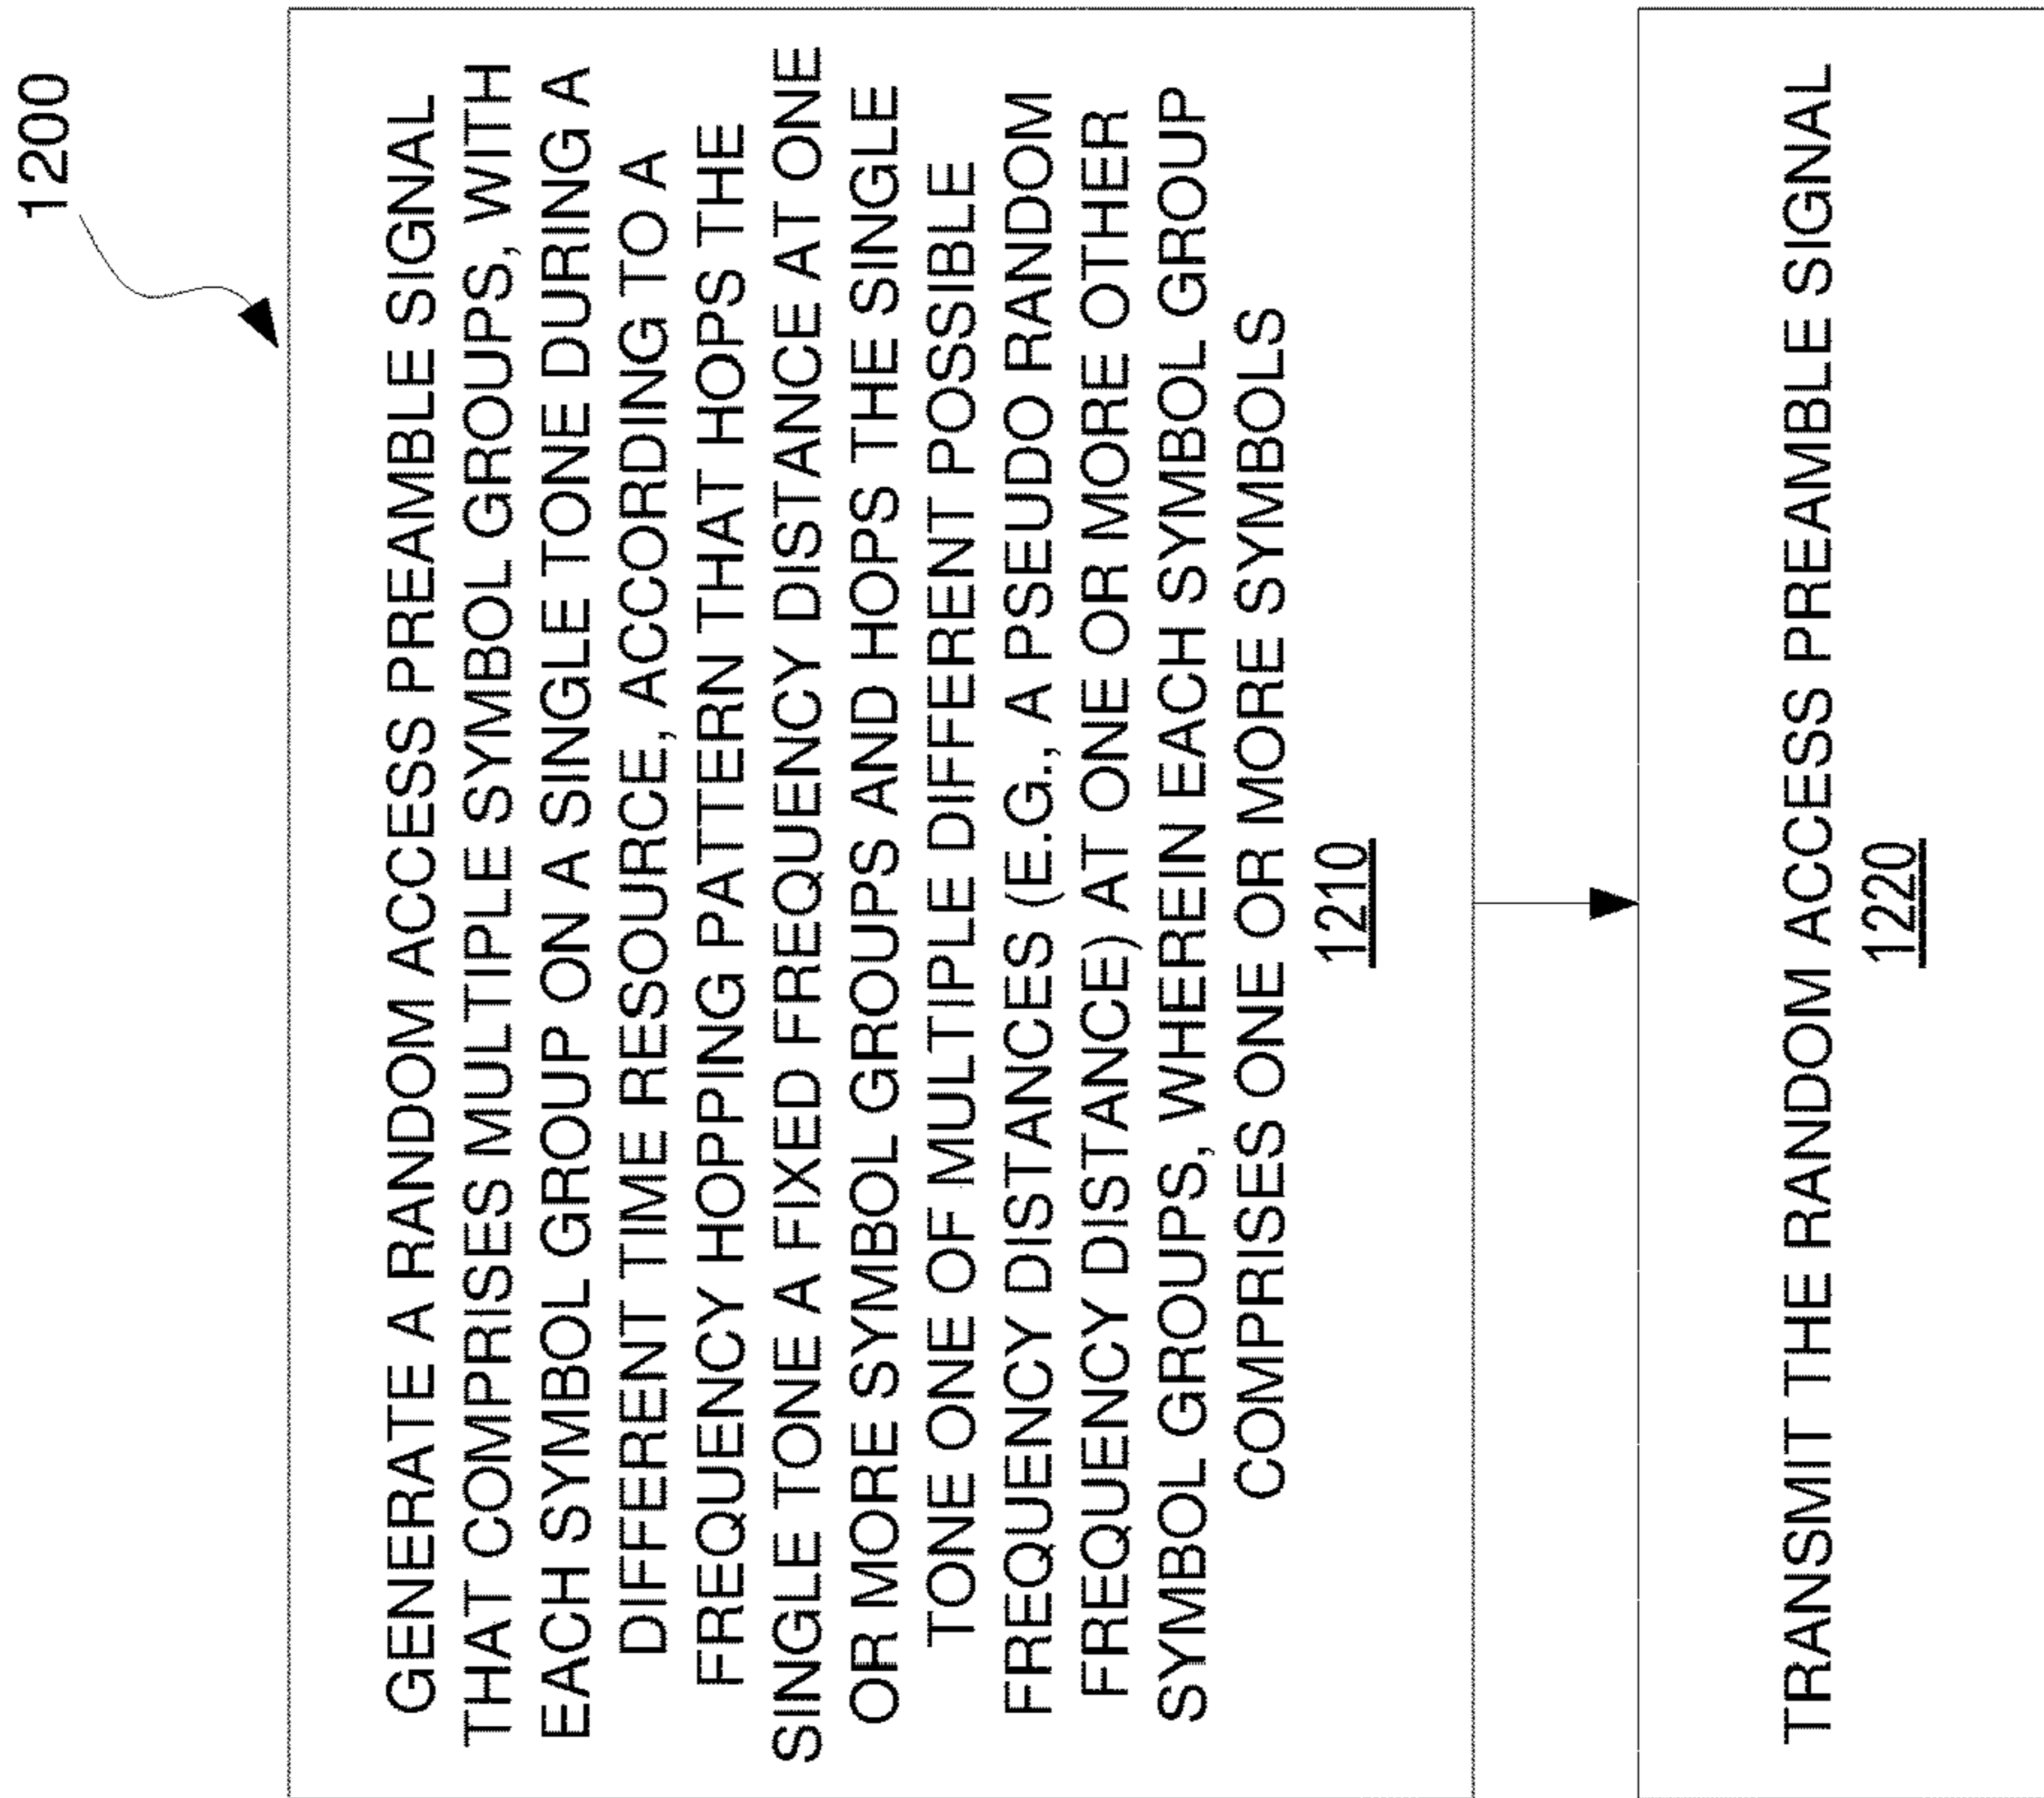 1200
GENERATE A RANDOM ACCESS PREAMBLE SIGNAL
THAT COMPRISES MULTIPLE SYMBOL GROUPS, WITH
EACH SYMBOL GROUP ON A SINGLE TONE DURING A
DIFFERENT TIME RESOURCE, ACCORDING TO A
FREQUENCY HOPPING PATTERN THAT HOPS THE
SINGLE TONE A FIXED FREQUENCY DISTANCE AT ONE
OR MORE SYMBOL GROUPS AND HOPS THE SINGLE
TONE ONE OF MULTIPLE DIFFERENT POSSIBLE
FREQUENCY DISTANCES (E.G., A PSEUDO RANDOM
FREQUENCY DISTANCE) AT ONE OR MORE OTHER
SYMBOL GROUPS, WHEREIN EACH SYMBOL GROUP
COMPRISES ONE OR MORE SYMBOLS
1210
TRANSMIT THE RANDOM ACCESS PREAMBLE SIGNAL
1220